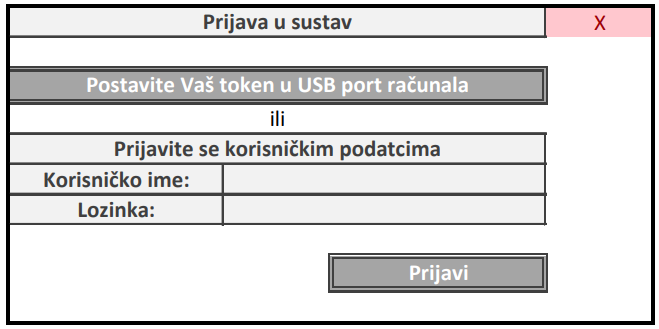 Prijava u sustav X
Postavite Vaš token u USB port računala
ili
Prijavite se korisničkim podatcima
Korisničko ime:
Lozinka:
Prijavi